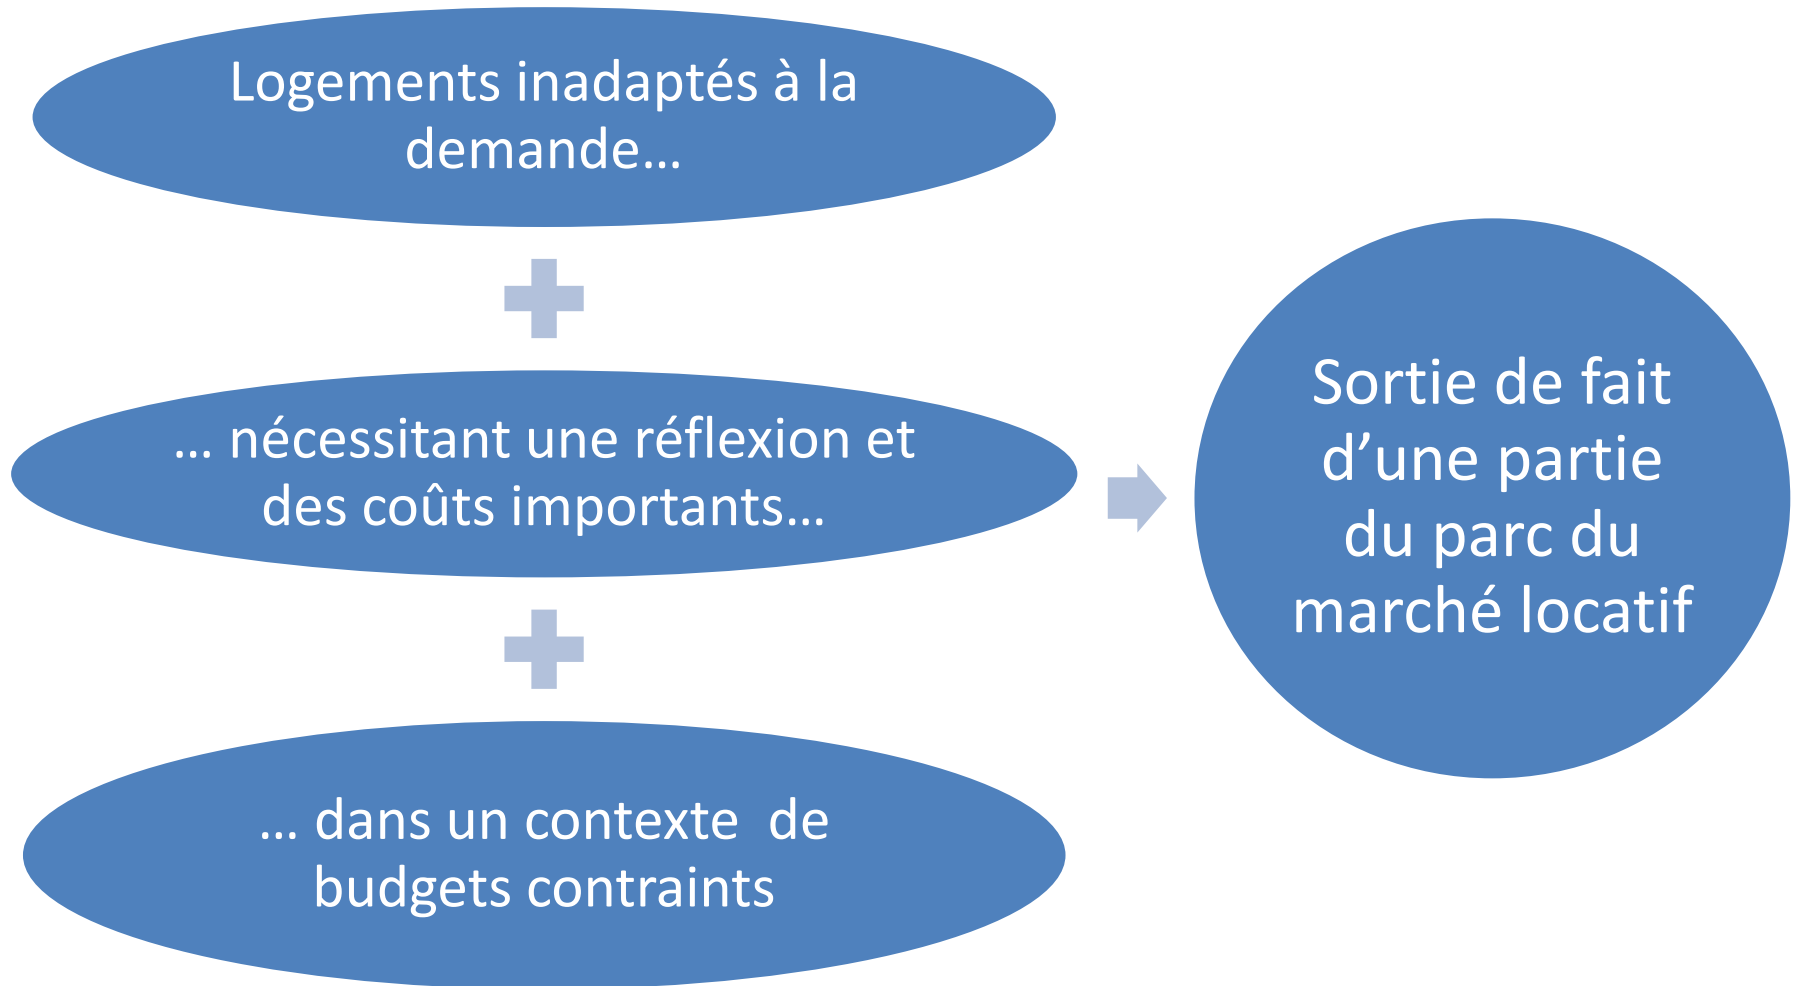 Logements inadaptés à la
demande…
… nécessitant une réflexion et
des coûts importants…
… dans un contexte  de
budgets contraints
Sortie de fait
d’une partie
du parc du
marché locatif